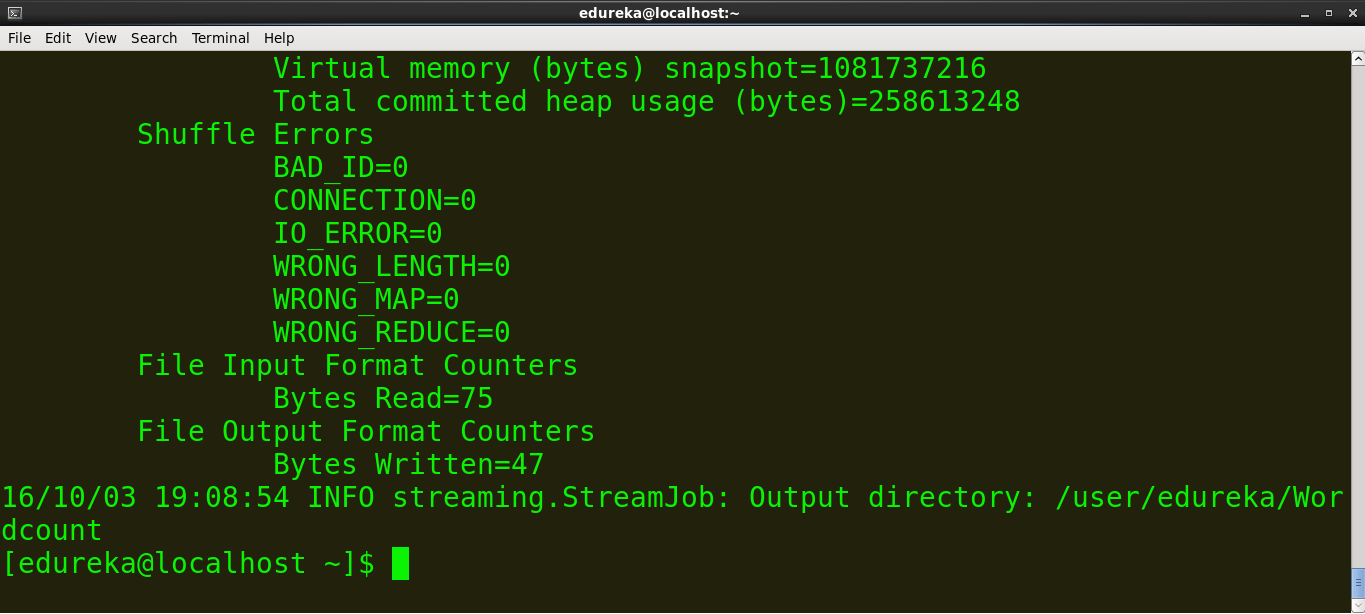 edureka@localhost:~
File Edit View Search Terminal Help
Virtual memory (bytes) snapshot=1081737216
Total committed heap usage (bytes)=258613248
Shuffle Errors
BAD_ID=0
CONNECTION=0
IO_ERROR=0
WRONG_LENGTH=0
WRONG_MAP=0
WRONG_REDUCE=0
File Input Format Counters
Bytes Read=75
File Output Format Counters
Bytes Written=47
16/10/03 19:08:54 INFO streaming.StreamJob: Output directory: /user/edureka/Wor
dcount
[edureka@localhost ~]$